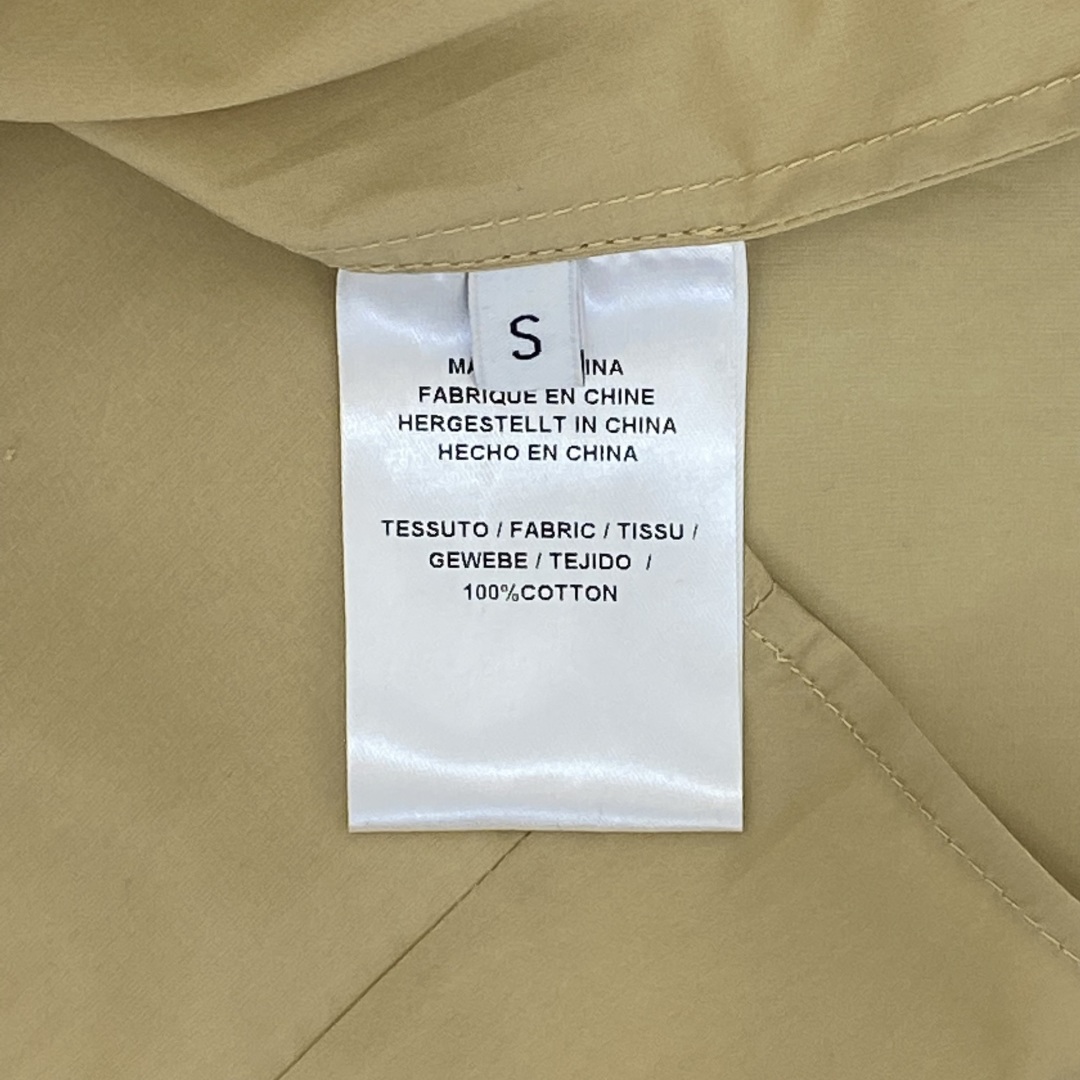 S
FABRIQUE EN CHINE
HERGESTELLT IN CHINA
HECHO EN CHINA
TESSUTO / FABRIC / TISSU /
GEWEBE / TEJIDO /
100%COTTON